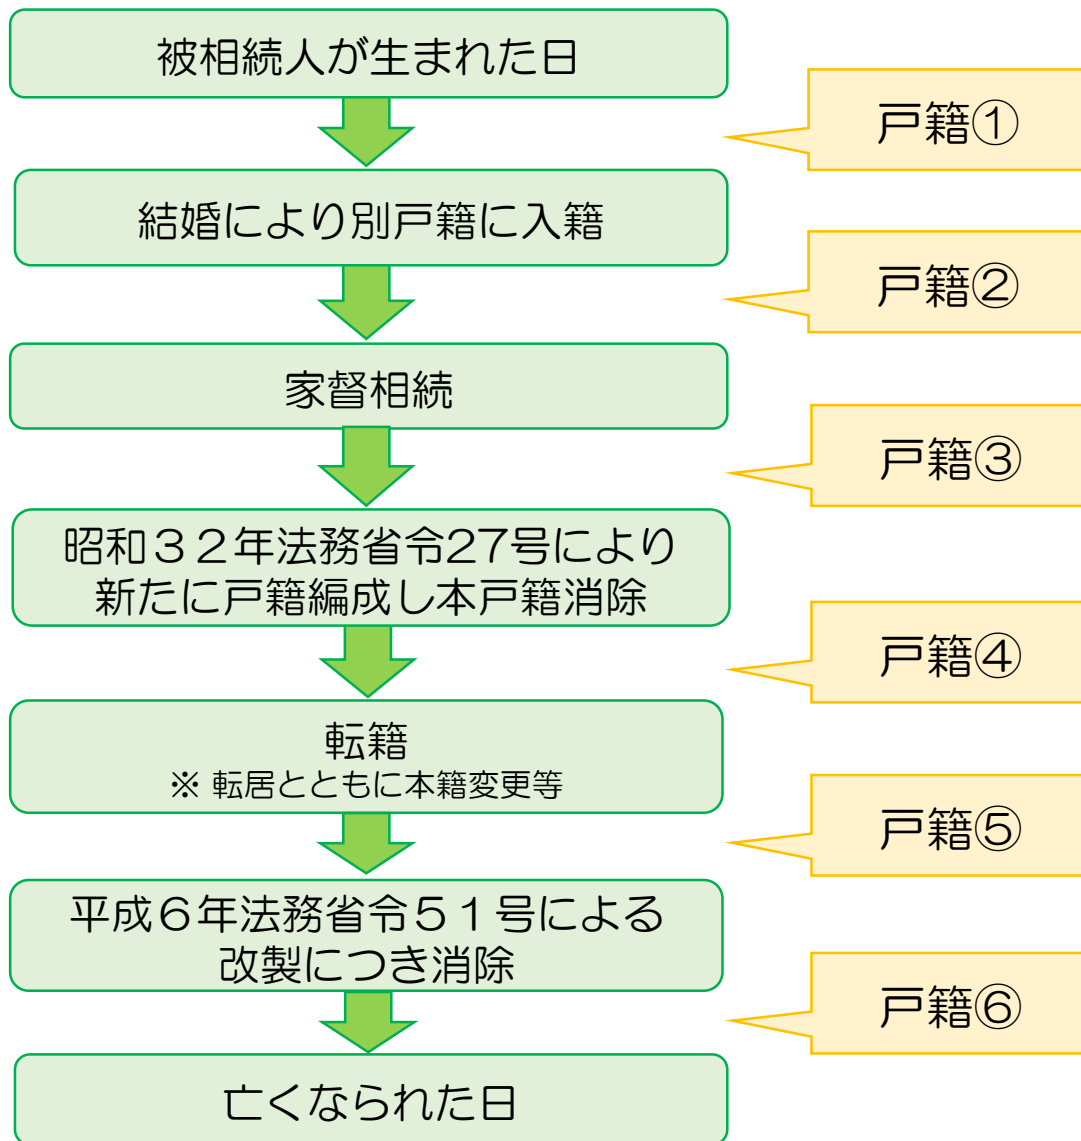 被相続人が生まれた日
戸籍①
結婚により別戸籍に入籍
戸籍②
家督相続
戸籍③
昭和３２年法務省令27号により
新たに戸籍編成し本戸籍消除
戸籍④
転籍
※ 転居とともに本籍変更等
戸籍⑤
平成６年法務省令５１号による
改製につき消除
戸籍⑥
亡くなられた日